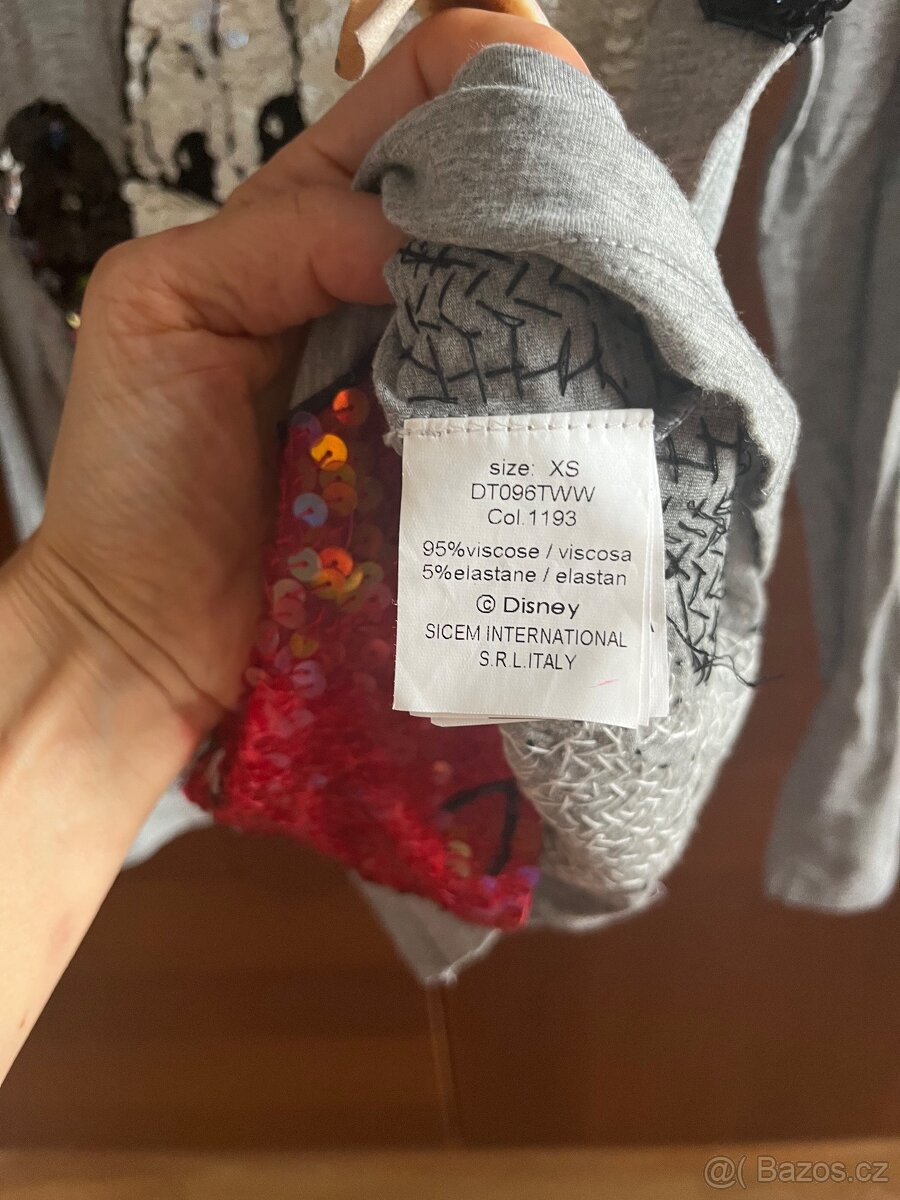 size: XS
DT096TWW
Col.1193
95%viscose / viscosa
5%elastane / elastan
© Disney
SICEM INTERNATIONAL
S.R.L.ITALY
@( Bazos.cz